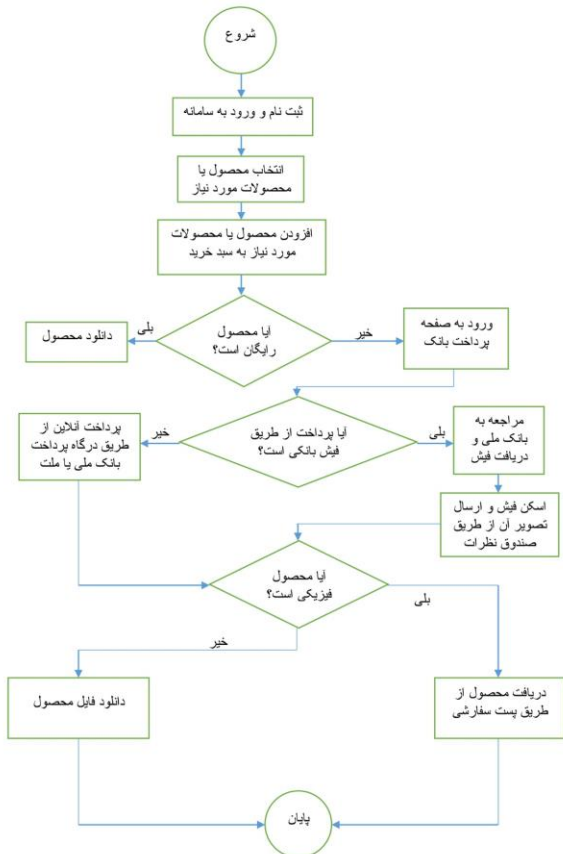 شروع
ثبت نام و ورود به سامانه
انتخاب محصول یا
محصولات مورد نیاز
افزودن محصول یا محصولات
مورد نیاز به سبد خرید
آیا محصول
رایگان است؟
بلی
دانلود محصول
خیر
ورود به صفحه
پرداخت بانک
آیا پرداخت از طریق
فیش بانکی است؟
بلی
مراجعه به
بانک ملی و
دریافت فیش
خیر
پرداخت آنلاین از
طریق درگاه پرداخت
بانک ملی یا ملت
اسکن فیش و ارسال
تصویر آن از طریق
صندوق نظرات
آیا محصول
فیزیکی است؟
بلی
خیر
دریافت محصول از
طریق پست سفارشی
دانلود فایل محصول
پایان